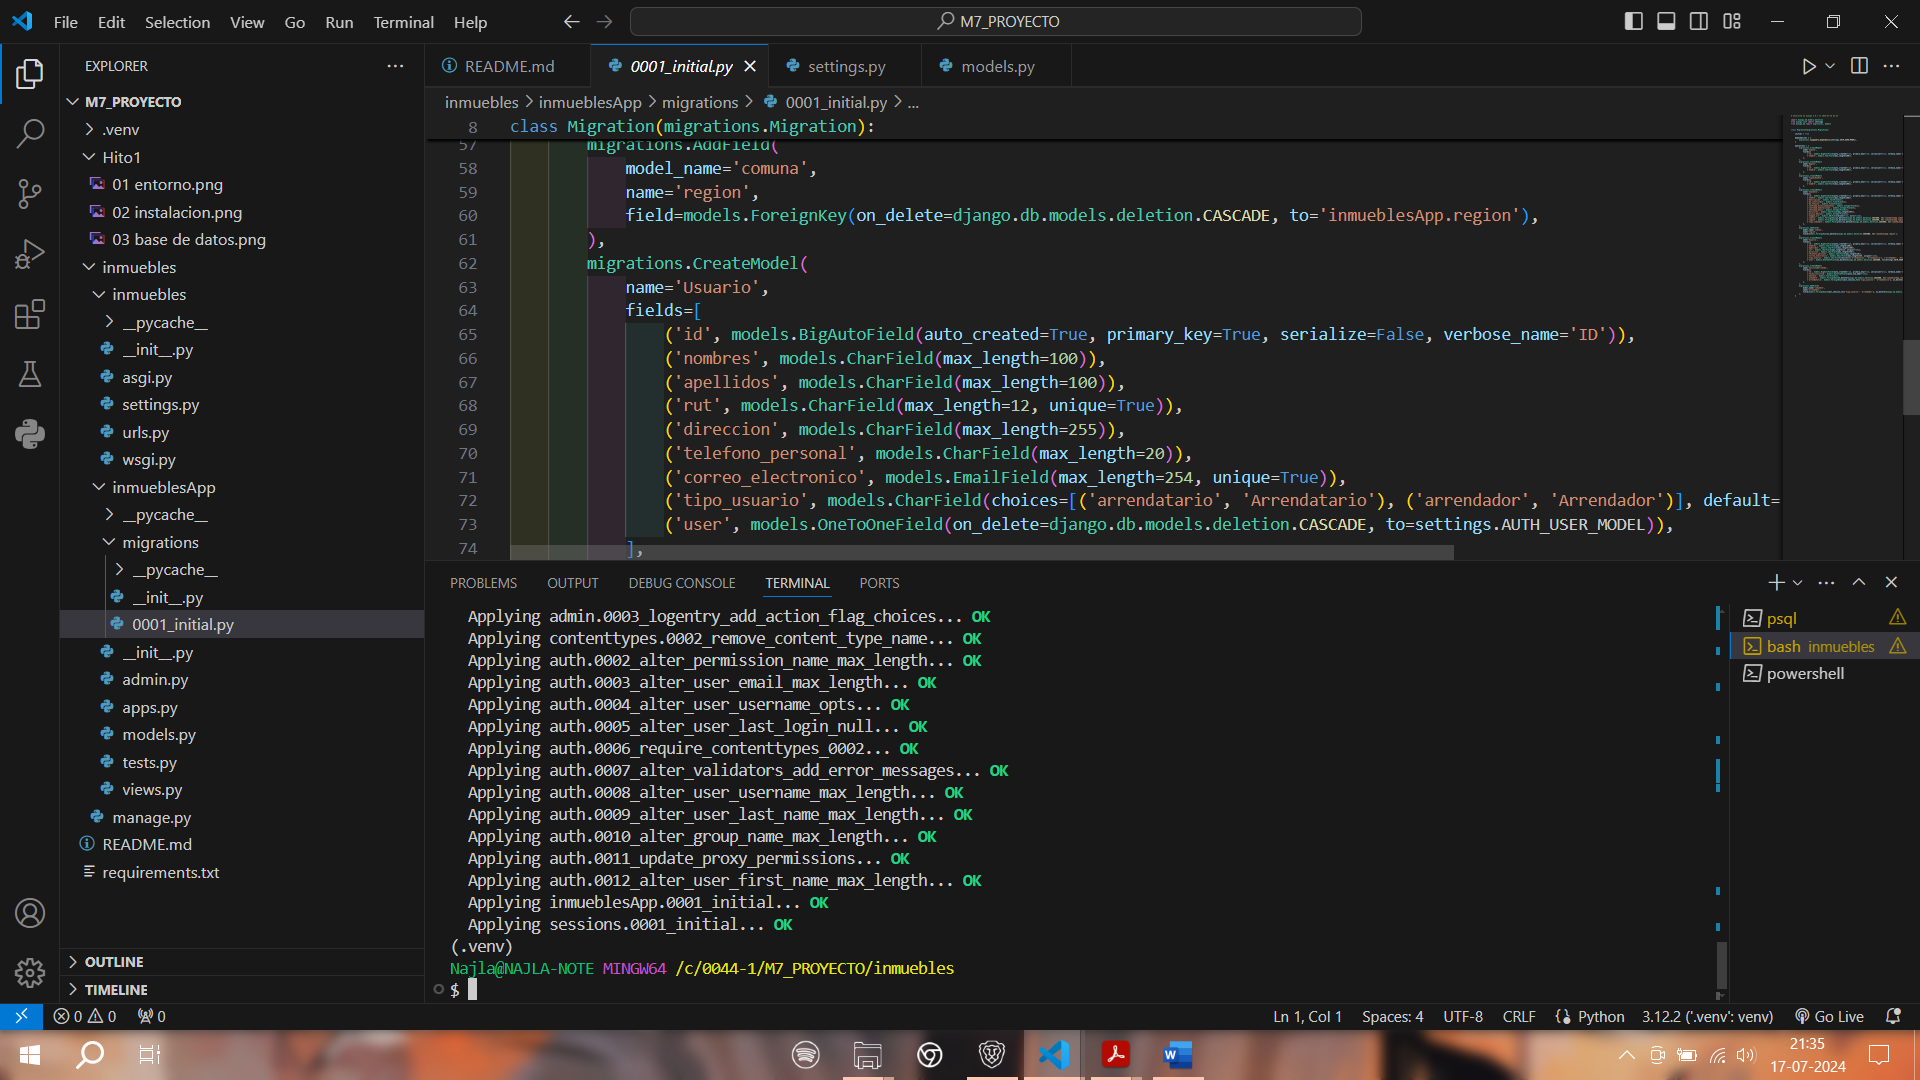 File Edit Selection View Go Run Terminal Help
M7_PROYECTO
EXPLORER
M7_PROYECTO
.venv
Hito1
01 entorno.png
02 instalacion.png
03 base de datos.png
inmuebles
inmuebles
__pycache__
__init__.py
asgi.py
settings.py
urls.py
wsgi.py
inmueblesApp
__pycache__
migrations
__pycache__
__init__.py
0001_initial.py
__init__.py
admin.py
apps.py
models.py
tests.py
views.py
manage.py
README.md
requirements.txt
OUTLINE
TIMELINE
README.md 0001_initial.py settings.py models.py
inmuebles > inmueblesApp > migrations > 0001_initial.py > ...
8 class Migration(migrations.Migration):
57 migrations.AddField(
58 model_name='comuna',
59 name='region',
60 field=models.ForeignKey(on_delete=django.db.models.deletion.CASCADE, to='inmueblesApp.region'),
61 ),
62 migrations.CreateModel(
63 name='Usuario',
64 fields=[
65 ('id', models.BigAutoField(auto_created=True, primary_key=True, serialize=False, verbose_name='ID')),
66 ('nombres', models.CharField(max_length=100)),
67 ('apellidos', models.CharField(max_length=100)),
68 ('rut', models.CharField(max_length=12, unique=True)),
69 ('direccion', models.CharField(max_length=255)),
70 ('telefono_personal', models.CharField(max_length=20)),
71 ('correo_electronico', models.EmailField(max_length=254, unique=True)),
72 ('tipo_usuario', models.CharField(choices=[('arrendatario', 'Arrendatario'), ('arrendador', 'Arrendador')], default=
73 ('user', models.OneToOneField(on_delete=django.db.models.deletion.CASCADE, to=settings.AUTH_USER_MODEL)),
74 ],
PROBLEMS OUTPUT DEBUG CONSOLE TERMINAL PORTS
Applying admin.0003_logentry_add_action_flag_choices... OK
Applying contenttypes.0002_remove_content_type_name... OK
Applying auth.0002_alter_permission_name_max_length... OK
Applying auth.0003_alter_user_email_max_length... OK
Applying auth.0004_alter_user_username_opts... OK
Applying auth.0005_alter_user_last_login_null... OK
Applying auth.0006_require_contenttypes_0002... OK
Applying auth.0007_alter_validators_add_error_messages... OK
Applying auth.0008_alter_user_username_max_length... OK
Applying auth.0009_alter_user_last_name_max_length... OK
Applying auth.0010_alter_group_name_max_length... OK
Applying auth.0011_update_proxy_permissions... OK
Applying auth.0012_alter_user_first_name_max_length... OK
Applying inmueblesApp.0001_initial... OK
Applying sessions.0001_initial... OK
(.venv)
Najla@NAJLA-NOTE MINGW64 /c/0044-1/M7_PROYECTO/inmuebles
$
psql
bash inmuebles
powershell
0 0 0 Ln 1, Col 1 Spaces: 4 UTF-8 CRLF Python 3.12.2 ('.venv': venv) Go Live
21:35
17-07-2024